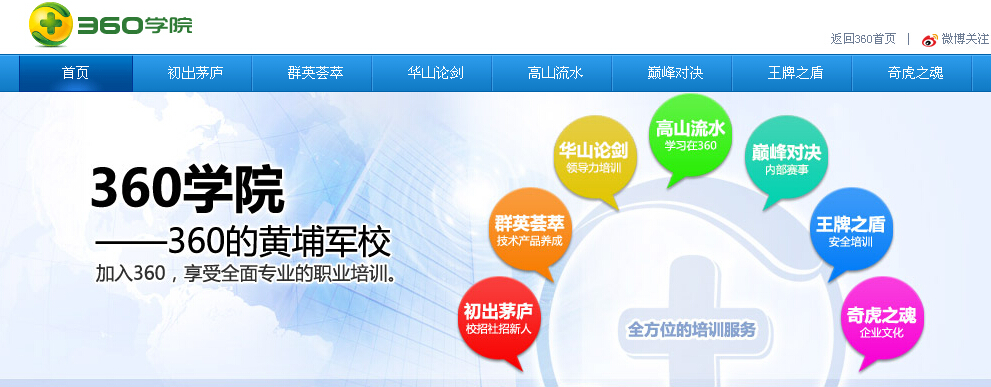 360学院
返回360首页 | 微博关注
首页 初出茅庐 群英荟萃 华山论剑 高山流水 巅峰对决 王牌之盾 奇虎之魂
360学院
——360的黄埔军校
加入360，享受全面专业的职业培训。
高山流水
学习在360
华山论剑
领导力培训
巅峰对决
内部赛事
群英荟萃
技术产品养成
王牌之盾
安全培训
初出茅庐
校招社招新人
奇虎之魂
企业文化
全方位的培训服务